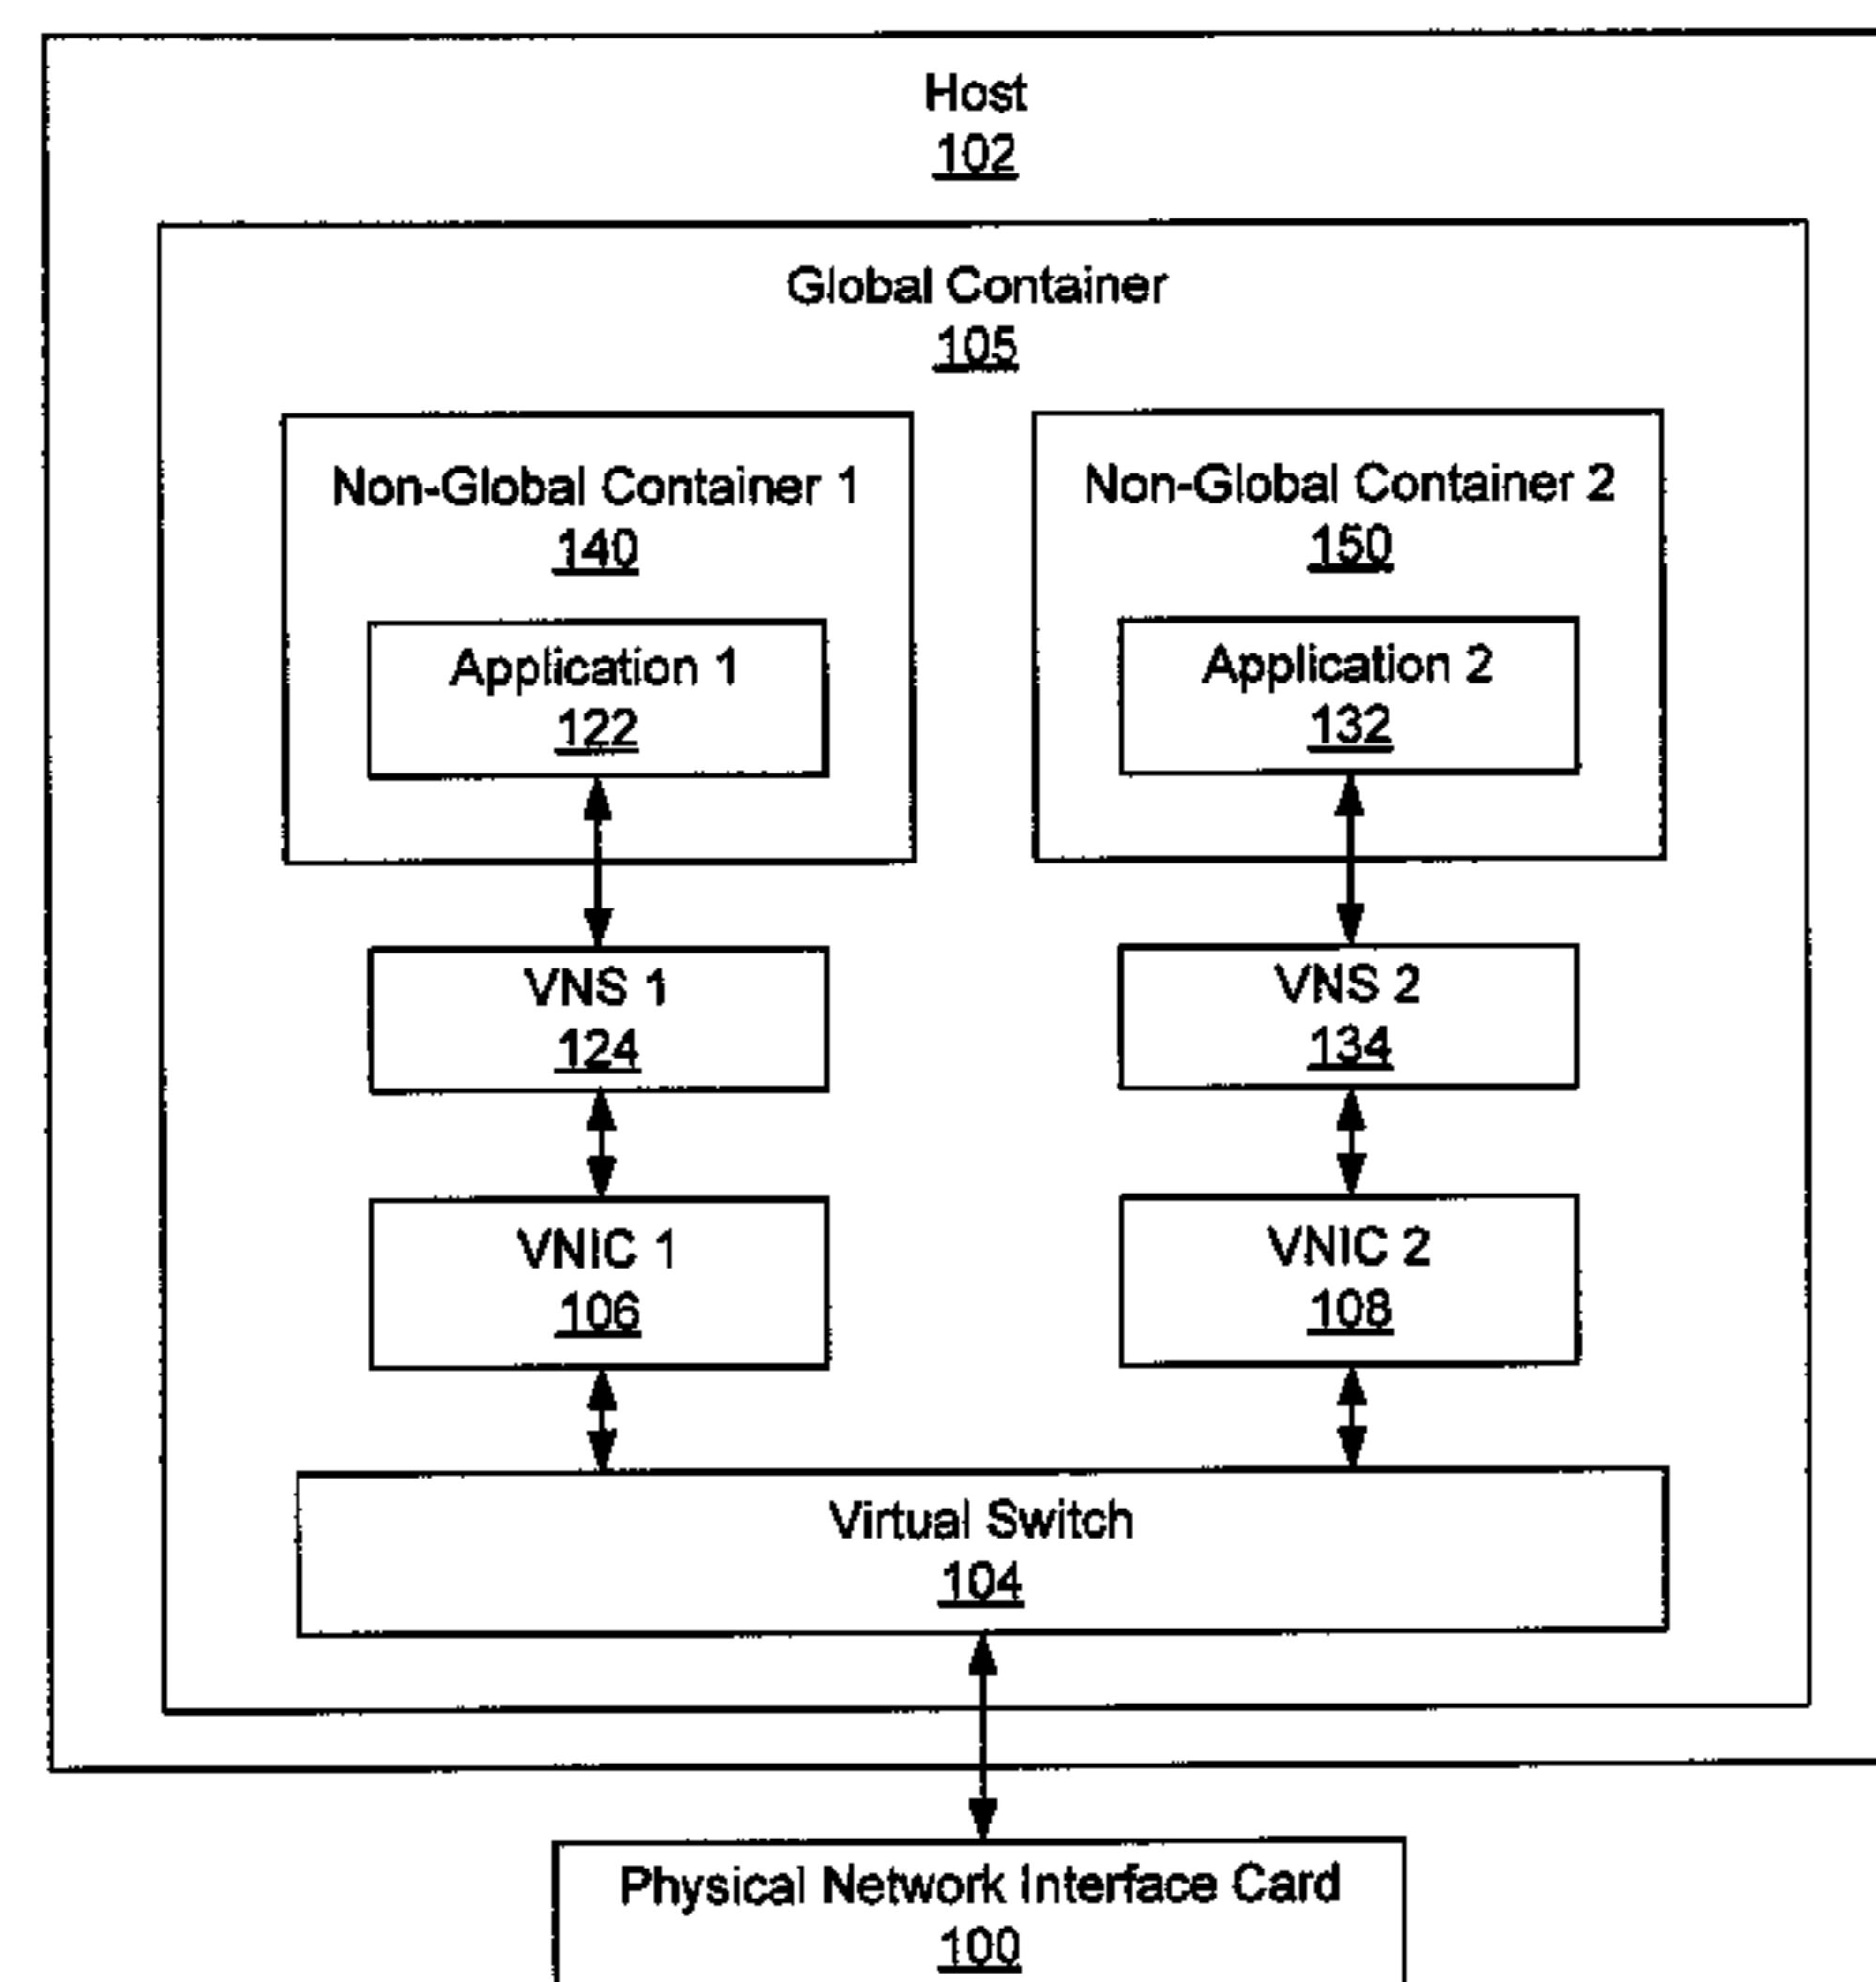 Host
102
Global Container
105
Non-Global Container 1
140
Application 1
122
VNS 1
124
VNIC 1
106
Non-Global Container 2
150
Application 2
132
VNS 2
134
VNIC 2
108
Virtual Switch
104
Physical Network Interface Card
100